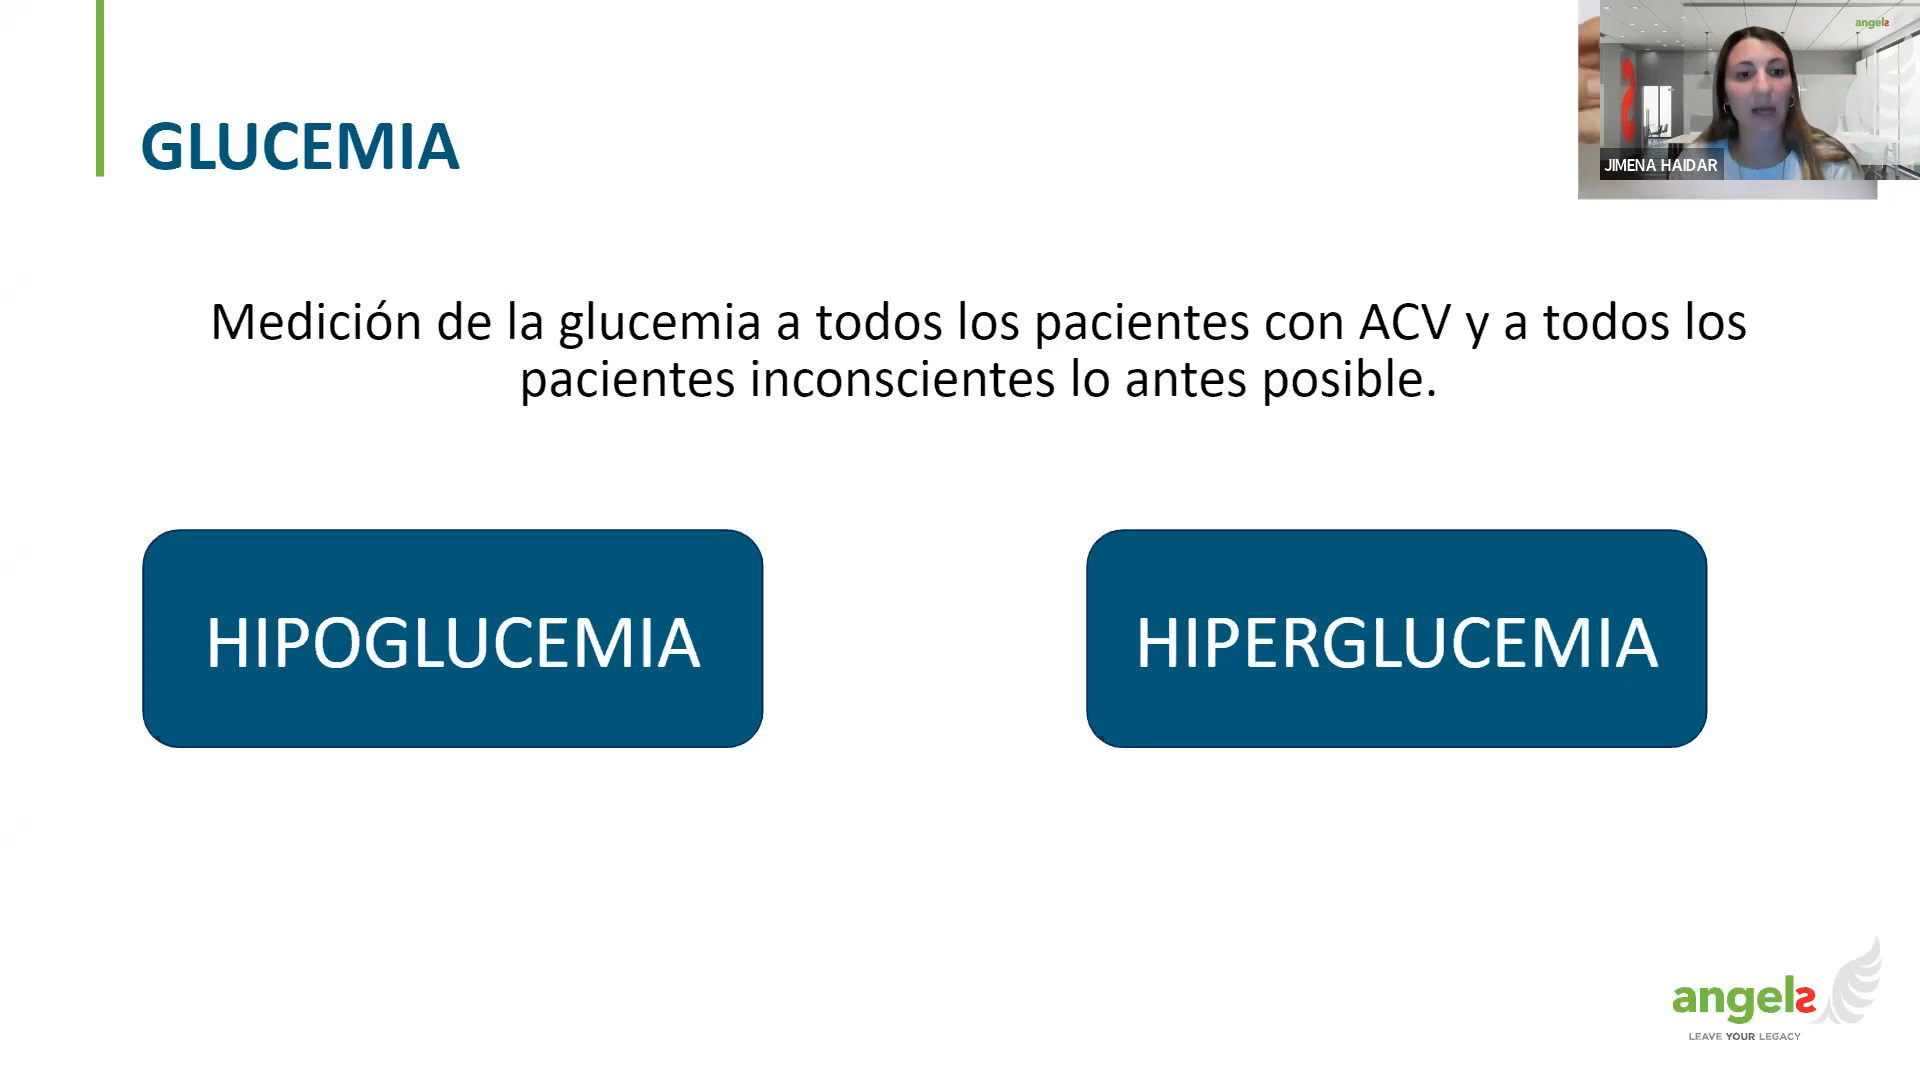 angels
JIMENA HAIDAR
GLUCEMIA
Medición de la glucemia a todos los pacientes con ACV y a todos los
pacientes inconscientes lo antes posible.
HIPOGLUCEMIA
HIPERGLUCEMIA
angels
LEAVE YOUR LEGACY